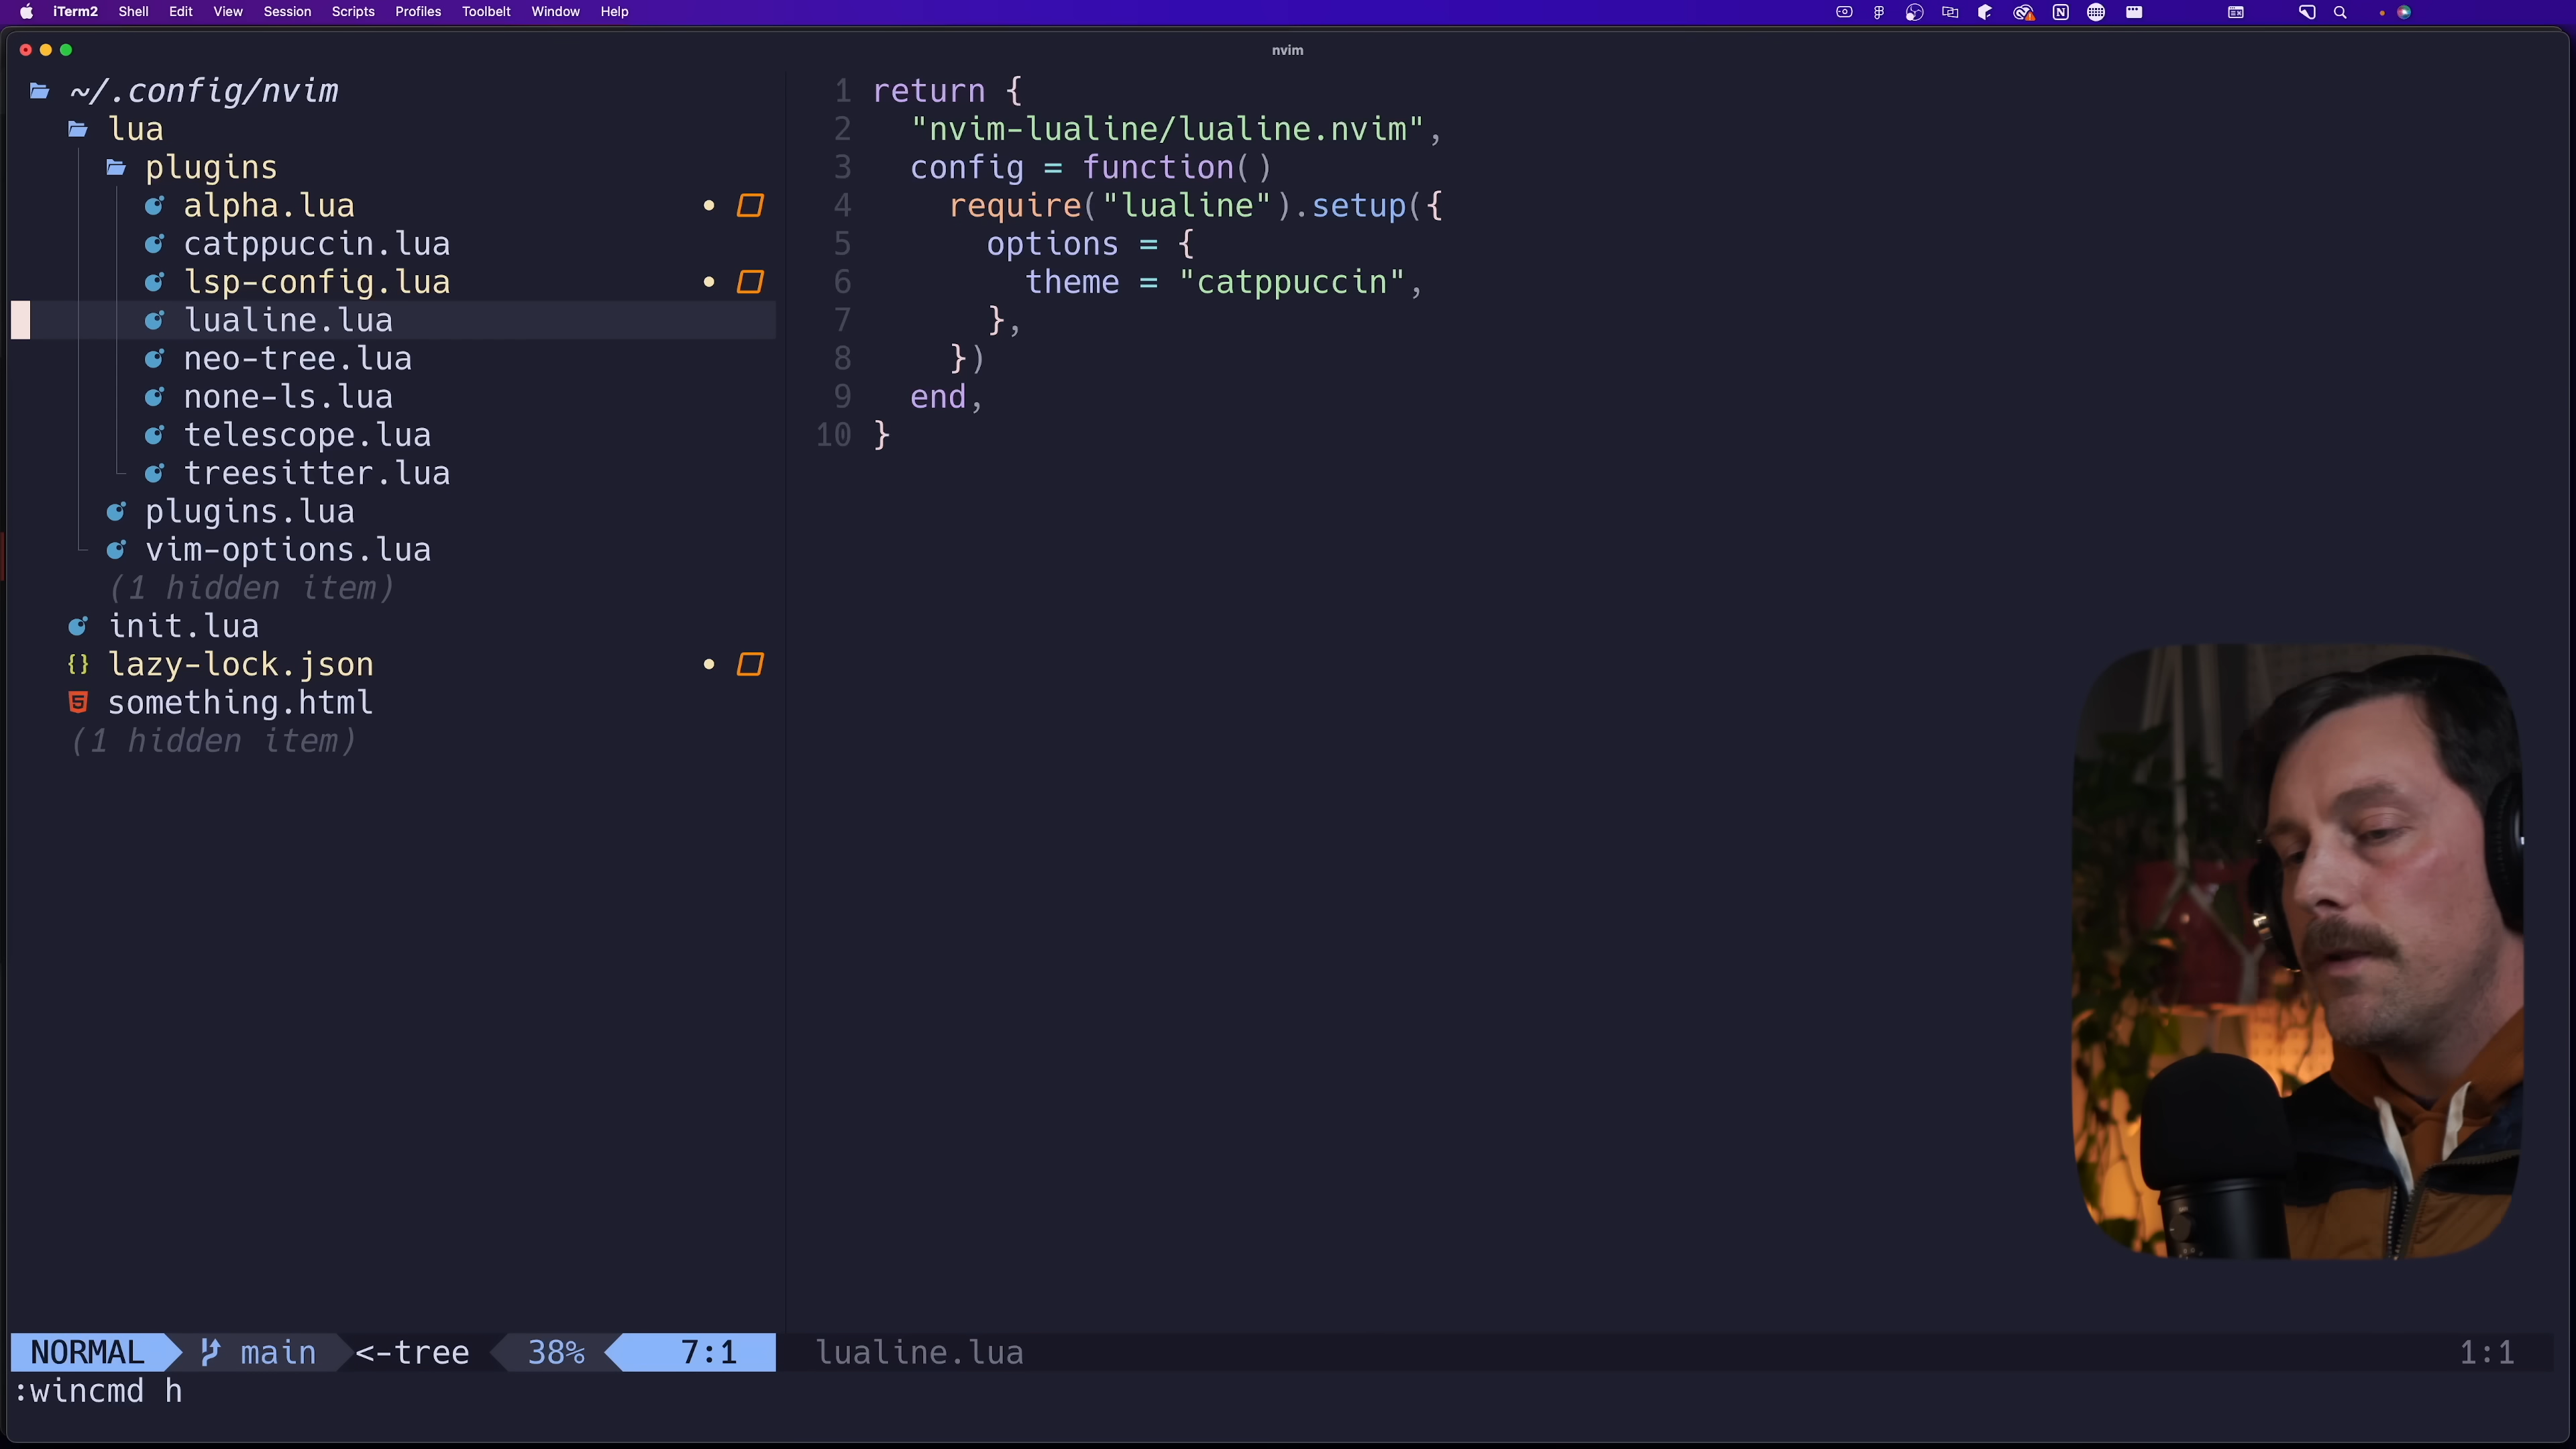 iTerm2 Shell Edit View Session Scripts Profiles Toolbelt Window Help
nvim
~/.config/nvim
lua
plugins
alpha.lua
catppuccin.lua
lsp-config.lua
lualine.lua
neo-tree.lua
none-ls.lua
telescope.lua
treesitter.lua
plugins.lua
vim-options.lua
(1 hidden item)
init.lua
{} lazy-lock.json
something.html
(1 hidden item)
1 return {
2 "nvim-lualine/lualine.nvim",
3 config = function()
4 require("lualine").setup({
5 options = {
6 theme = "catppuccin",
7 },
8 })
9 end,
10 }
NORMAL main <-tree 38% 7:1 lualine.lua 1:1
:wincmd h